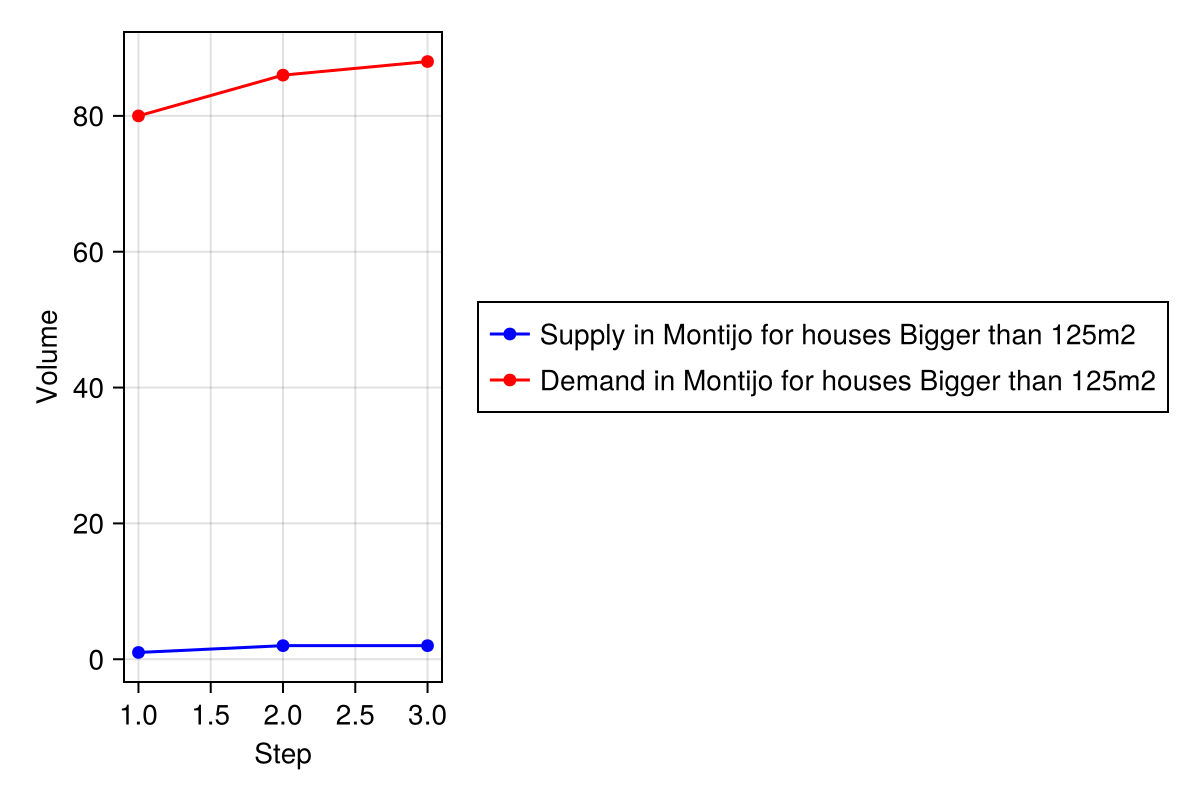 80
60
40
20
0
Volume
1.0 1.5 2.0 2.5 3.0
Step
Supply in Montijo for houses Bigger than 125m2
Demand in Montijo for houses Bigger than 125m2